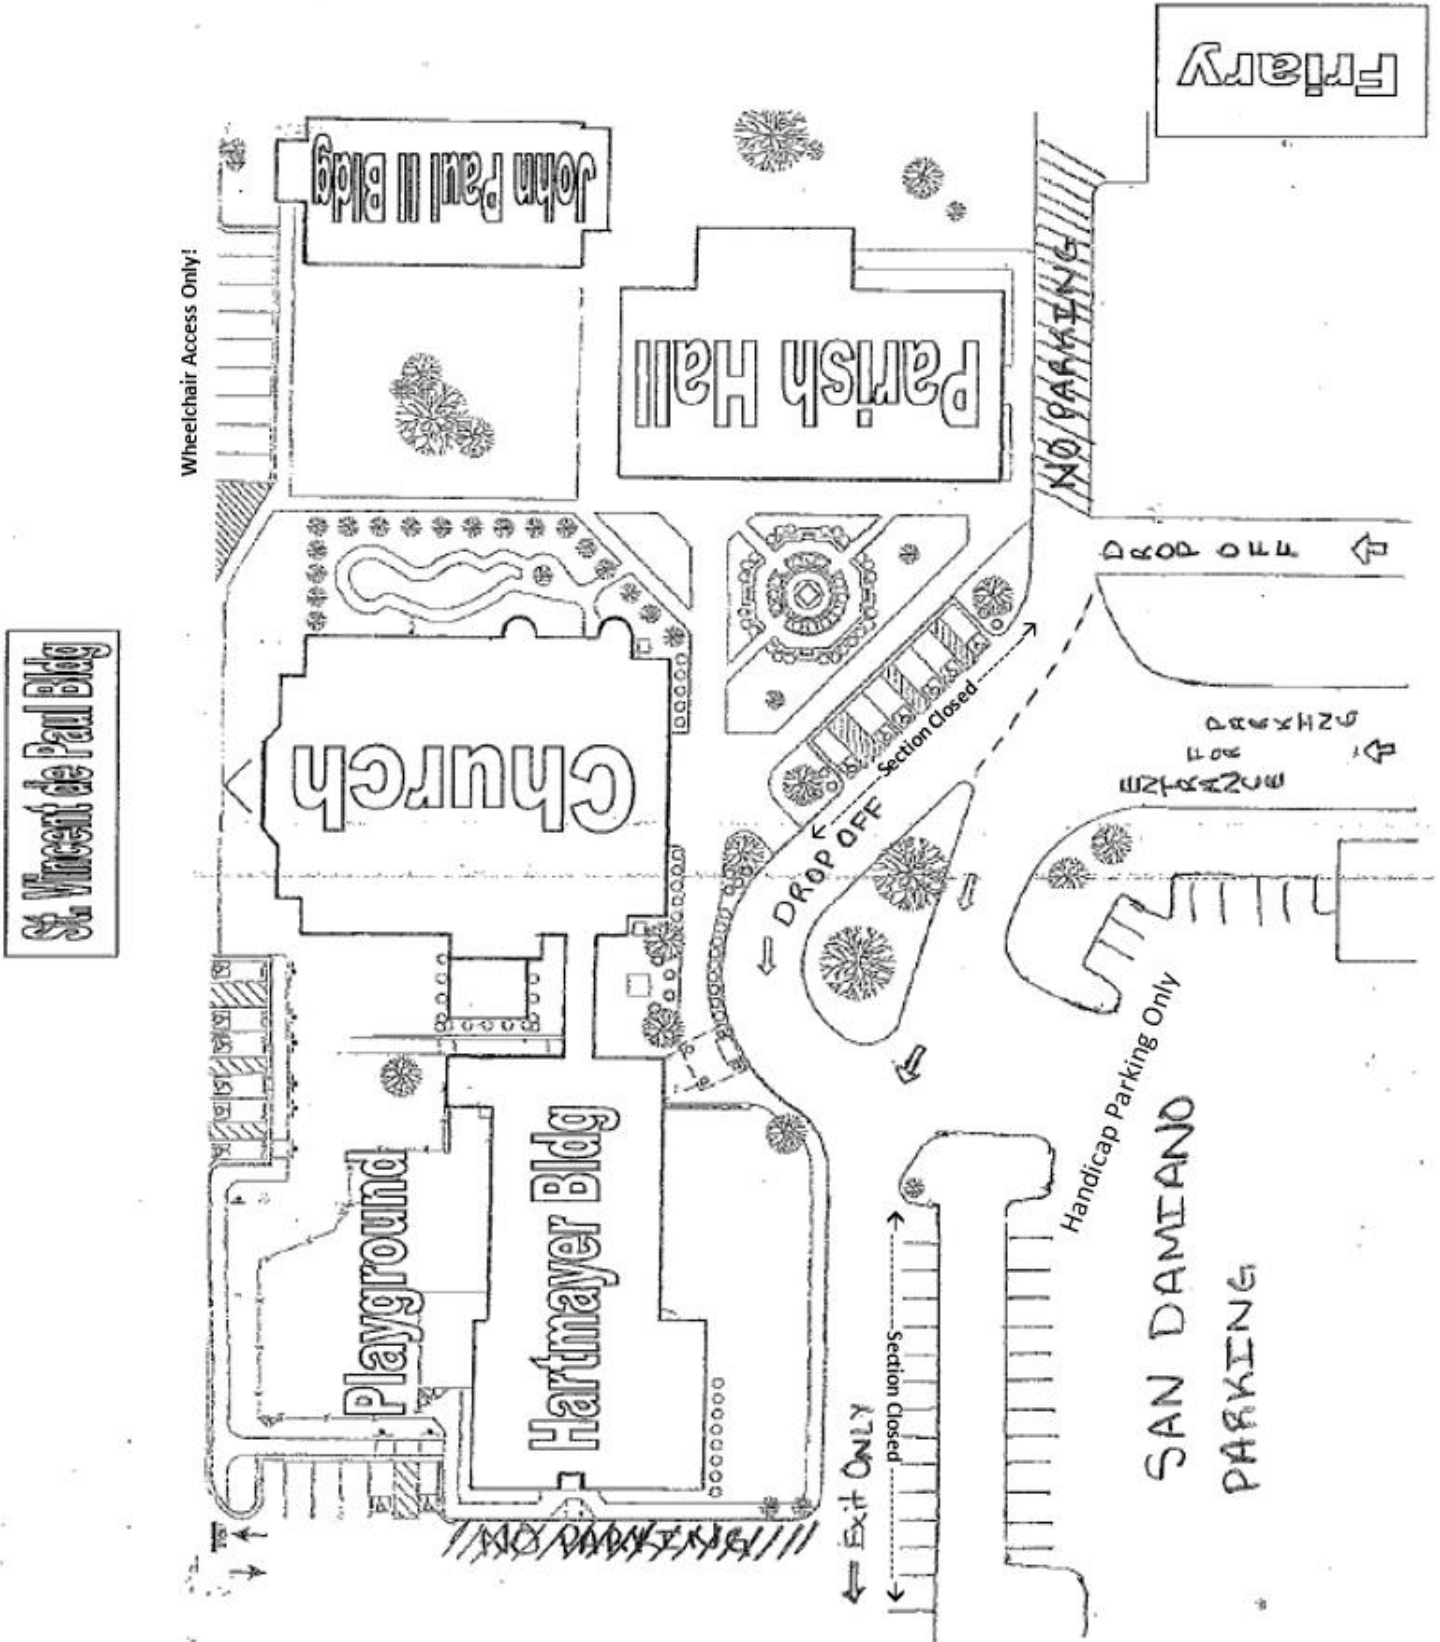 Friary
John Paul II Bldg
Wheelchair Access Only!
Parish Hall
NO PARKING
DROP OFF
St. Vincent de Paul Bldg
Church
Section Closed
DROP OFF
ENTRANCE
FOR
PARKING
Handicap Parking Only
Playground
Hartmayer Bldg
SAN DAMIANO
PARKING
Section Closed
Exit ONLY
NO PARKING